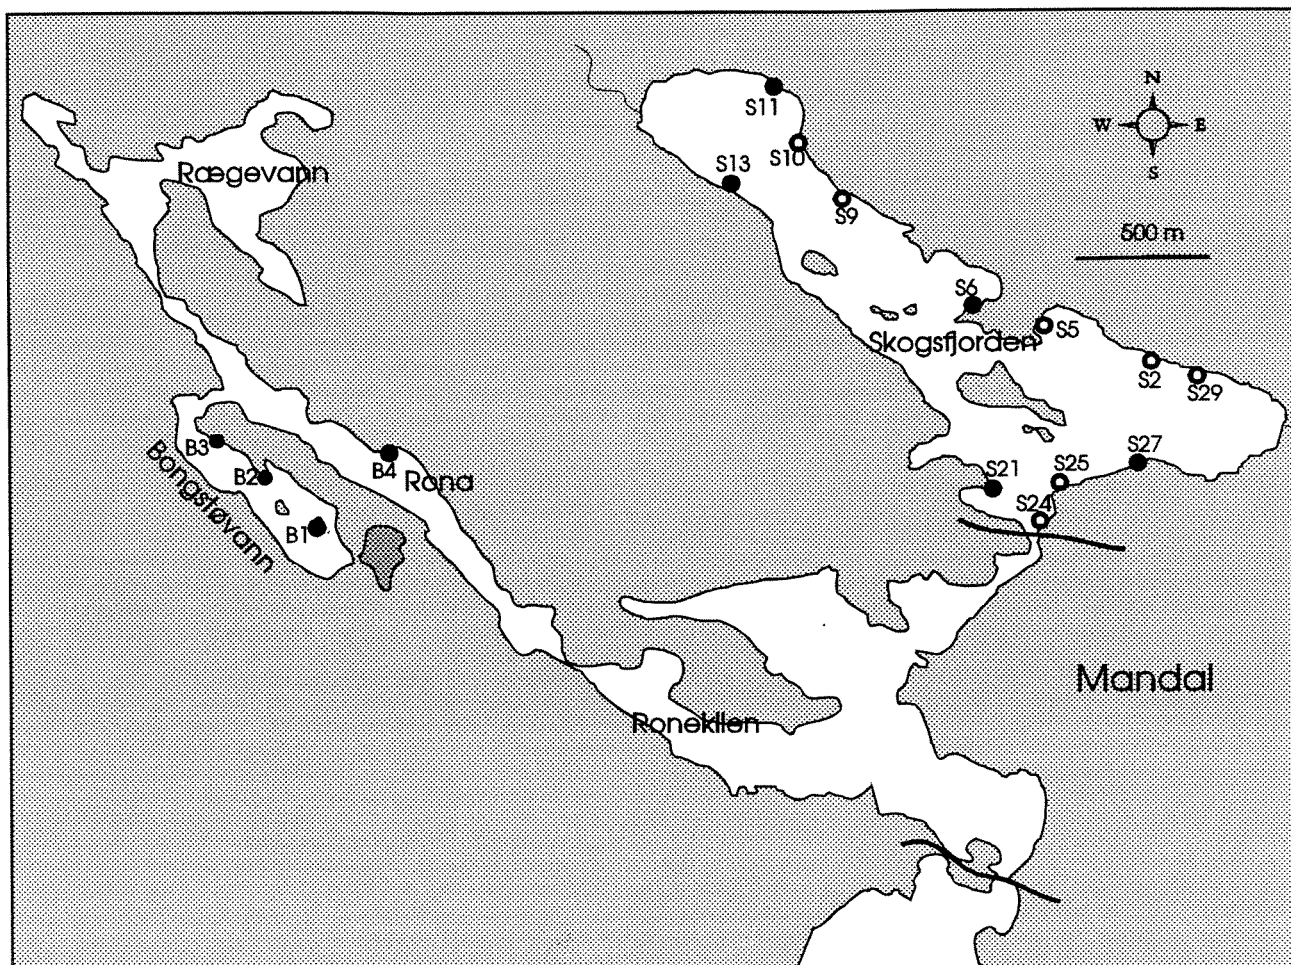 N
S11
W E
S10
S13
Rægevann
S
S9
500 m
S6
S5
Skogsfjorden
S2
S29
B3
S27
B4
S25
B2
Rona
S21
Bongstøvann
S24
B1
Mandal
Ronekilen